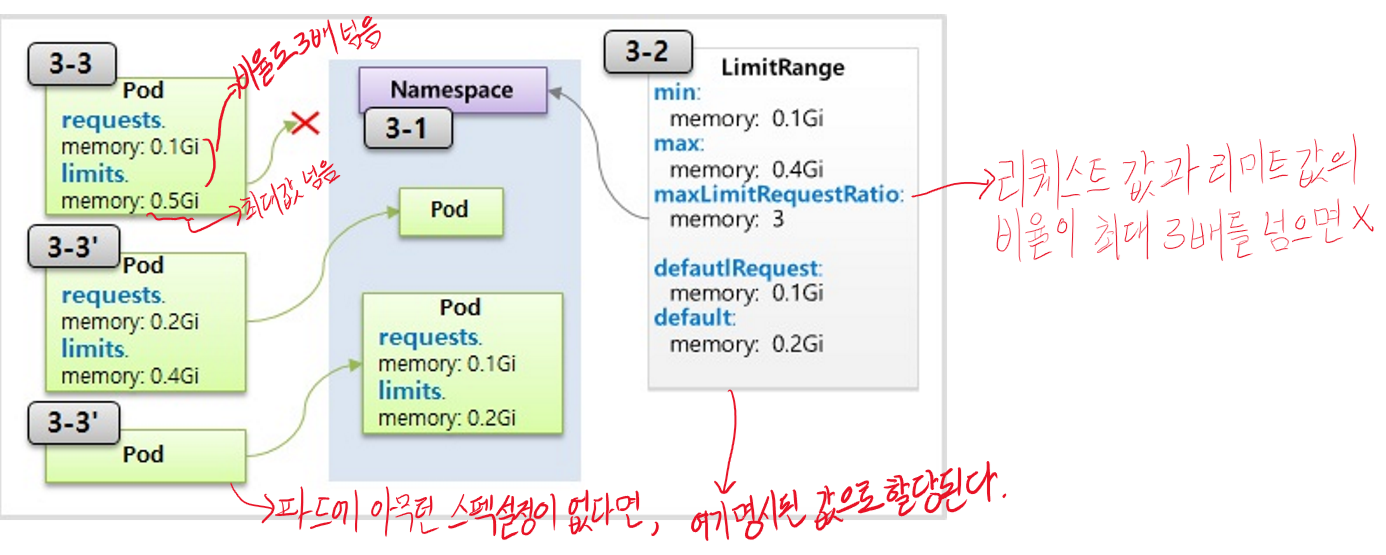 3-3
Pod
requests.
memory: 0.1Gi
limits.
memory: 0.5Gi
비율도 3배 넘음
최대값 넘음
3-3'
Pod
requests.
memory: 0.2Gi
limits.
memory: 0.4Gi
3-3'
Pod
Namespace
3-1
Pod
Pod
requests.
memory: 0.1Gi
limits.
memory: 0.2Gi
3-2
LimitRange
min:
memory: 0.1Gi
max:
memory: 0.4Gi
maxLimitRequestRatio:
memory: 3
defautlRequest:
memory: 0.1Gi
default:
memory: 0.2Gi
리퀘스트 값과 리미트값의
비율이 최대 3배를 넘으면 X
파드에 아무런 스펙설정이 없다면, 여기 명시된 값으로 할당된다.